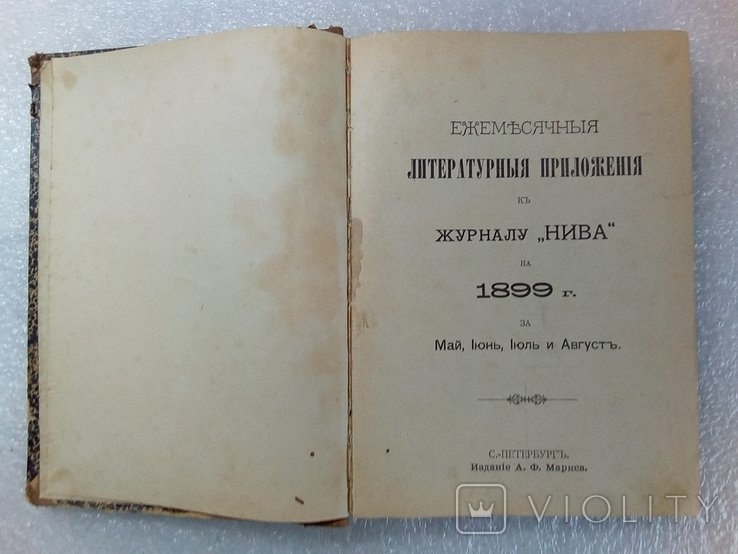 ЕЖЕМѢСЯЧНЫЯ
ЛИТЕРАТУРНЫЯ ПРИЛОЖЕНІЯ
КЪ
ЖУРНАЛУ „НИВА“
НА
1899 г.
ЗА
Май, Іюнь, Іюль и Августъ.
С.-ПЕТЕРБУРГЪ.
Изданіе А. Ф. Маркса.
VIOLITY